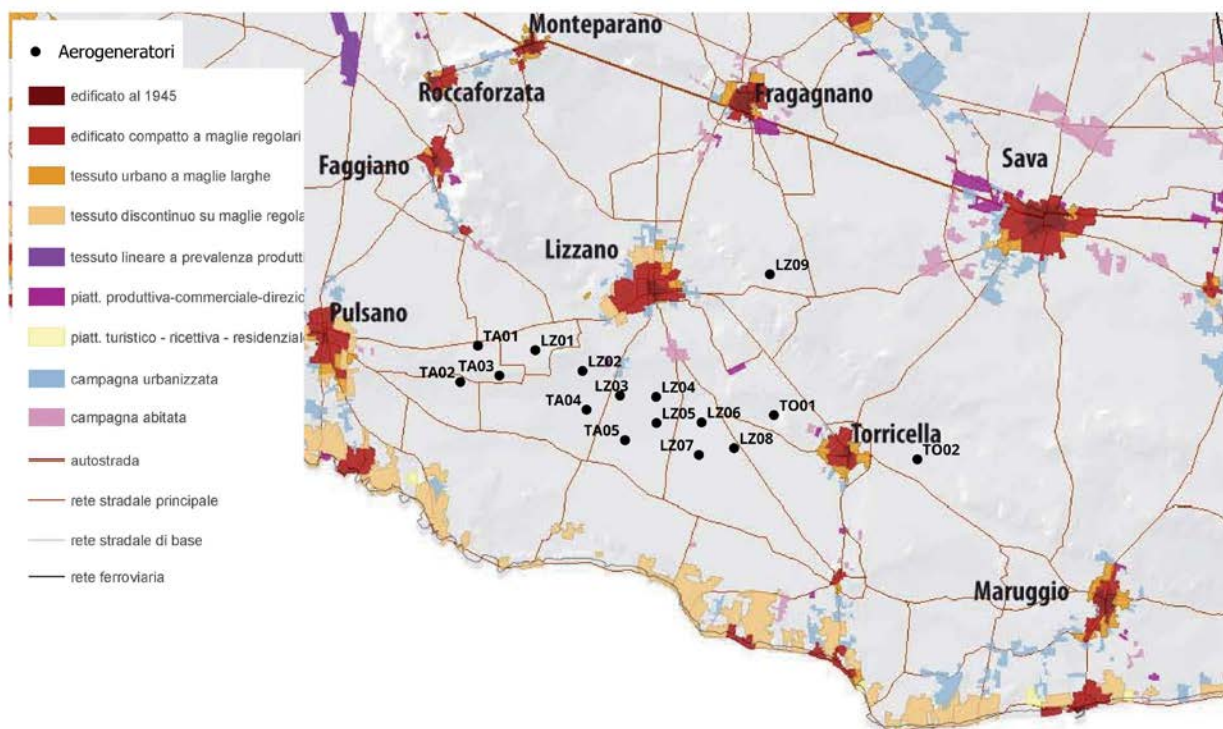 Aerogeneratori
edificato al 1945
edificato compatto a maglie regolari
tessuto urbano a maglie larghe
tessuto discontinuo su maglie regola
tessuto lineare a prevalenza produtti
piatt. produttiva-commerciale-direzio
piatt. turistico - ricettiva - residenzial
campagna urbanizzata
campagna abitata
autostrada
rete stradale principale
rete stradale di base
rete ferroviaria
Monteparano
Roccaforzata
Fragagnano
Faggiano
Sava
Lizzano
LZ09
Pulsano
TA01
LZ01
TA02
TA03
LZ02
LZ03
LZ04
TA04
LZ05
LZ06
TO01
TA05
LZ07
LZ08
Torricella
TO02
Maruggio